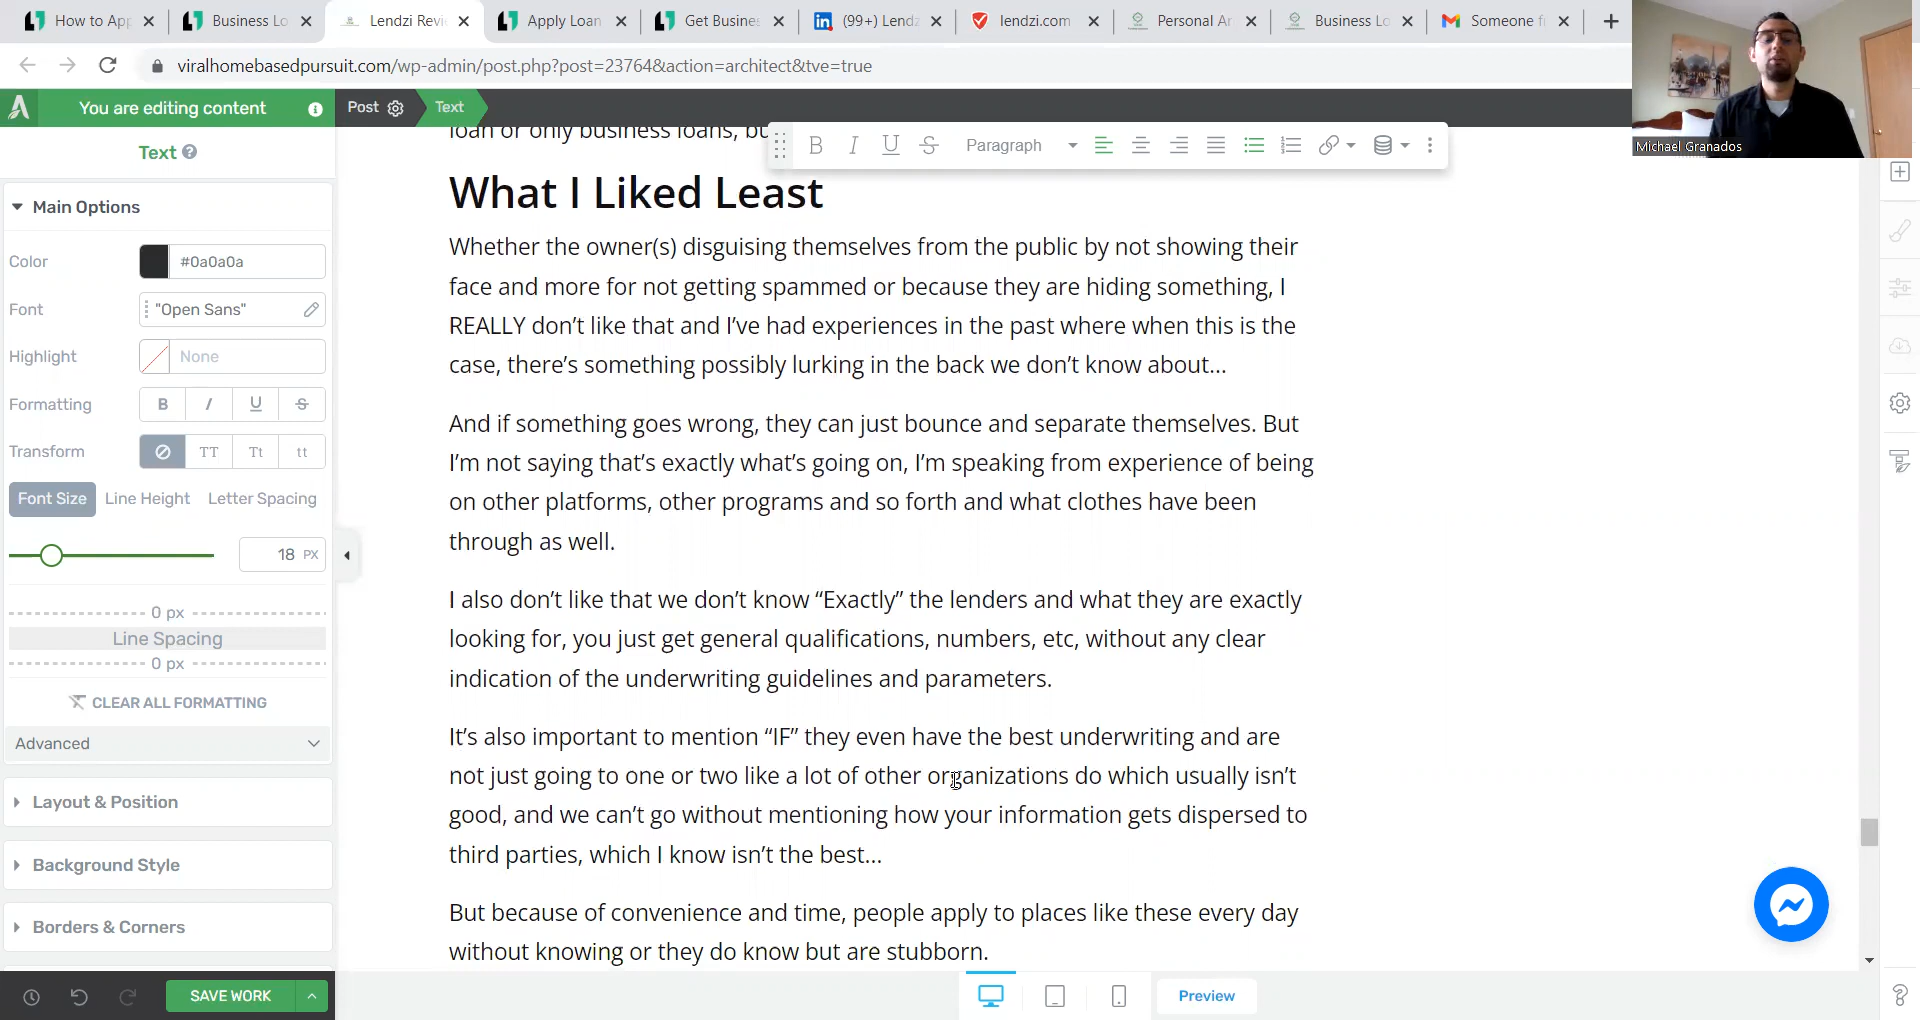 How to App
Business Lo
Lendzi Revi
Apply Loan
Get Busine
(99+) Lendz
lendzi.com
Personal An
Business Lo
Someone fi
viralhomebasedpursuit.com/wp-admin/post.php?post=23764&action=architect&tve=true
You are editing content
Post
Text
Michael Granados
Text
Main Options
Color
#0a0a0a
Font
"Open Sans"
Highlight
None
Formatting
B I U S
Transform
TT Tt tt
Font Size Line Height Letter Spacing
18 PX
0 px
Line Spacing
0 px
CLEAR ALL FORMATTING
Advanced
Layout & Position
Background Style
Borders & Corners
SAVE WORK
loan or only business loans, bu
B I U S Paragraph
What I Liked Least
Whether the owner(s) disguising themselves from the public by not showing their
face and more for not getting spammed or because they are hiding something, I
REALLY don’t like that and I’ve had experiences in the past where when this is the
case, there’s something possibly lurking in the back we don’t know about...
And if something goes wrong, they can just bounce and separate themselves. But
I’m not saying that’s exactly what’s going on, I’m speaking from experience of being
on other platforms, other programs and so forth and what clothes have been
through as well.
I also don’t like that we don’t know “Exactly” the lenders and what they are exactly
looking for, you just get general qualifications, numbers, etc, without any clear
indication of the underwriting guidelines and parameters.
It’s also important to mention “IF” they even have the best underwriting and are
not just going to one or two like a lot of other organizations do which usually isn’t
good, and we can’t go without mentioning how your information gets dispersed to
third parties, which I know isn’t the best...
But because of convenience and time, people apply to places like these every day
without knowing or they do know but are stubborn.
Preview